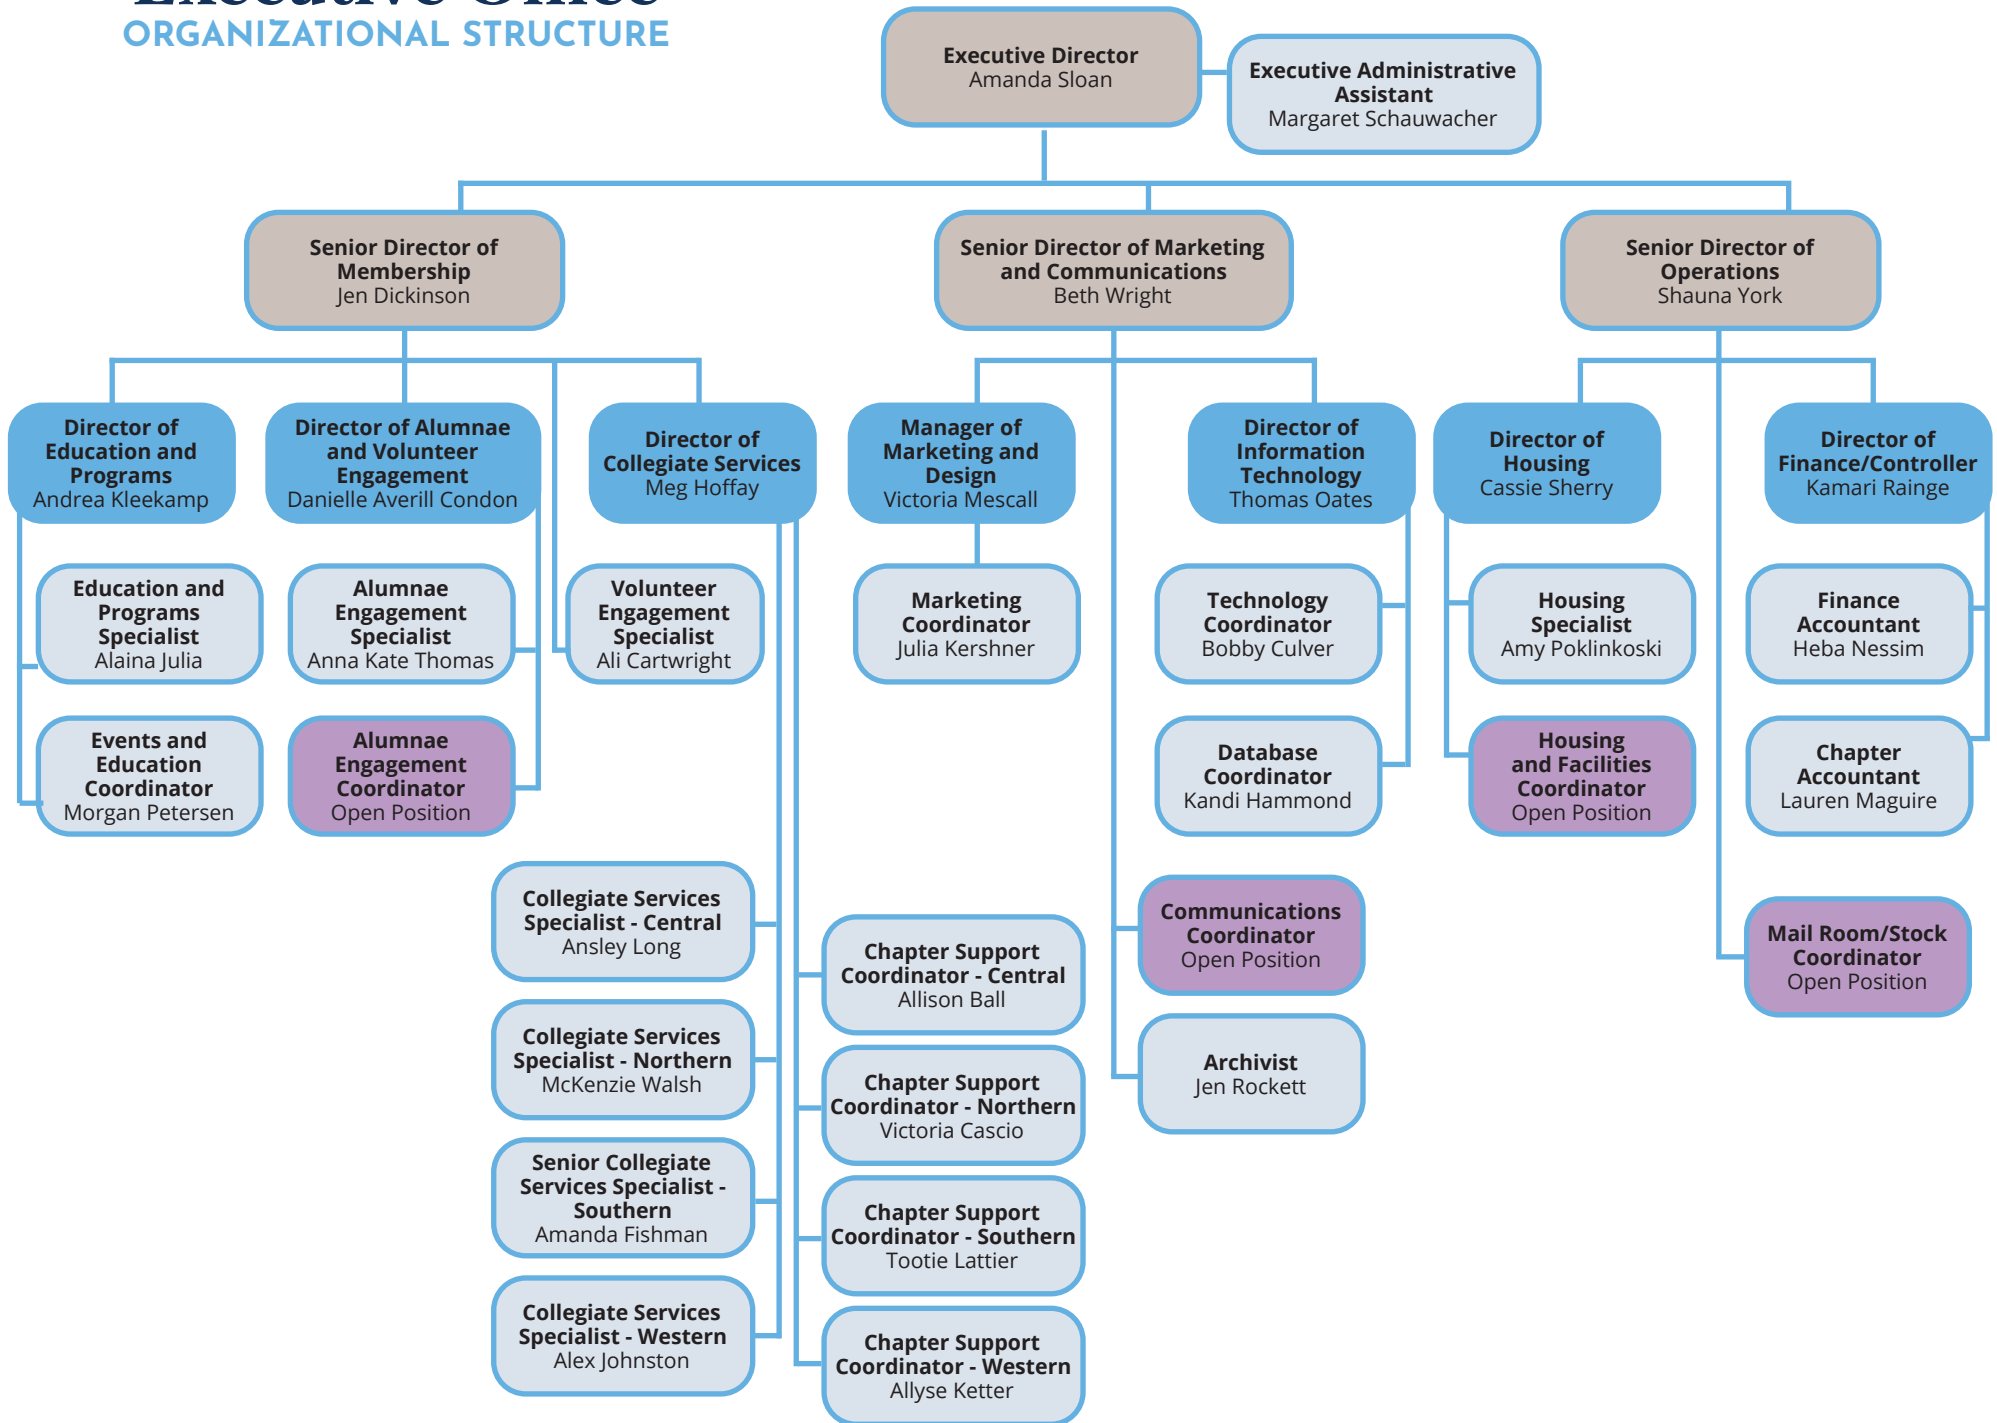 Executive Office
ORGANIZATIONAL STRUCTURE
Executive Director
Amanda Sloan
Executive Administrative
Assistant
Margaret Schauwacher
Senior Director of
Membership
Jen Dickinson
Senior Director of Marketing
and Communications
Beth Wright
Senior Director of
Operations
Shauna York
Director of
Education and
Programs
Andrea Kleekamp
Director of Alumnae
and Volunteer
Engagement
Danielle Averill Condon
Director of
Collegiate Services
Meg Hoffay
Manager of
Marketing and
Design
Victoria Mescall
Director of
Information
Technology
Thomas Oates
Director of
Housing
Cassie Sherry
Director of
Finance/Controller
Kamari Rainge
Education and
Programs
Specialist
Alaina Julia
Alumnae
Engagement
Specialist
Anna Kate Thomas
Volunteer
Engagement
Specialist
Ali Cartwright
Marketing
Coordinator
Julia Kershner
Technology
Coordinator
Bobby Culver
Housing
Specialist
Amy Poklinkoski
Finance
Accountant
Heba Nessim
Events and
Education
Coordinator
Morgan Petersen
Alumnae
Engagement
Coordinator
Open Position
Database
Coordinator
Kandi Hammond
Housing
and Facilities
Coordinator
Open Position
Chapter
Accountant
Lauren Maguire
Collegiate Services
Specialist - Central
Ansley Long
Chapter Support
Coordinator - Central
Allison Ball
Communications
Coordinator
Open Position
Mail Room/Stock
Coordinator
Open Position
Collegiate Services
Specialist - Northern
McKenzie Walsh
Chapter Support
Coordinator - Northern
Victoria Cascio
Archivist
Jen Rockett
Senior Collegiate
Services Specialist -
Southern
Amanda Fishman
Chapter Support
Coordinator - Southern
Tootie Lattier
Collegiate Services
Specialist - Western
Alex Johnston
Chapter Support
Coordinator - Western
Allyse Ketter